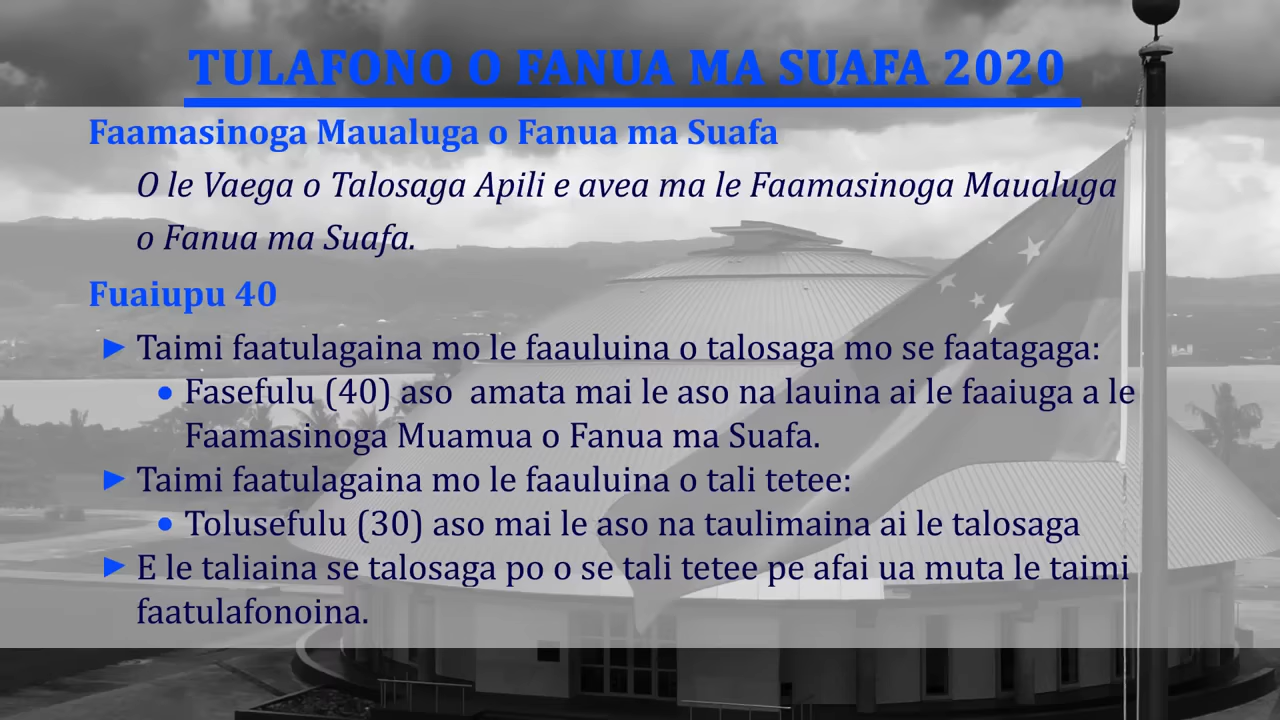 TULAFONO O FANUA MA SUAFA 2020
Faamasinoga Maualuga o Fanua ma Suafa
O le Vaega o Talosaga Apili e avea ma le Faamasinoga Maualuga
o Fanua ma Suafa.
Fuaiupu 40
► Taimi faatulagaina mo le faauluina o talosaga mo se faatagaga:
• Fasefulu (40) aso  amata mai le aso na lauina ai le faaiuga a le
Faamasinoga Muamua o Fanua ma Suafa.
► Taimi faatulagaina mo le faauluina o tali tetee:
• Tolusefulu (30) aso mai le aso na taulimaina ai le talosaga
► E le taliaina se talosaga po o se tali tetee pe afai ua muta le taimi
faatulafonoina.